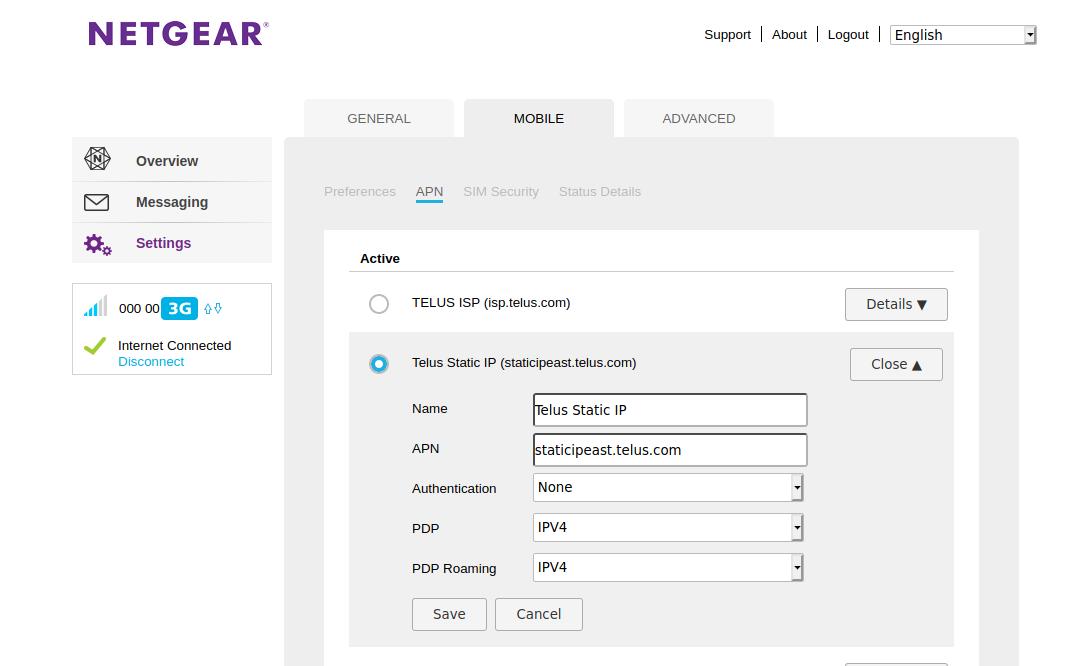 NETGEAR®
Support About Logout English
GENERAL MOBILE ADVANCED
Overview
Messaging
Settings
000 00 3G
Internet Connected
Disconnect
Preferences APN SIM Security Status Details
Active
TELUS ISP (isp.telus.com) Details ▼
Telus Static IP (staticipeast.telus.com) Close ▲
Name Telus Static IP
APN staticipeast.telus.com
Authentication None
PDP IPV4
PDP Roaming IPV4
Save Cancel